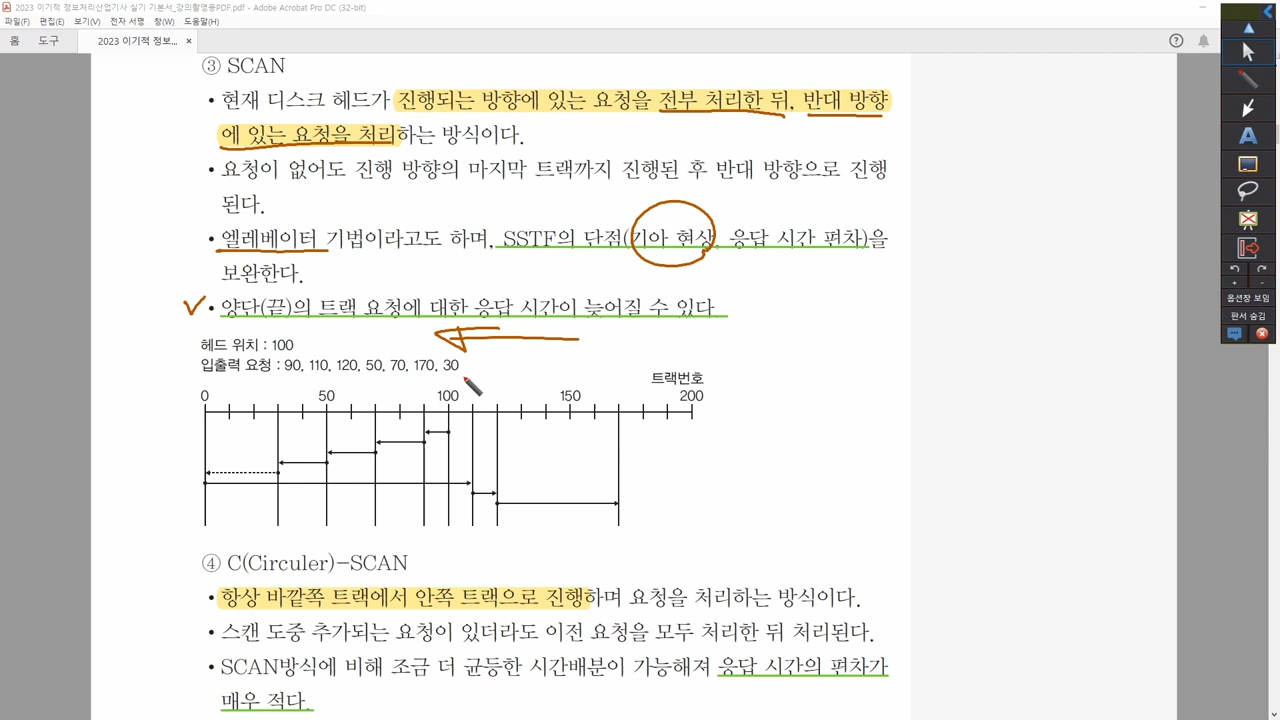 2023 이기적 정보처리산업기사 실기 기본서_강의촬영용PDF.pdf - Adobe Acrobat Pro DC (32-bit)
파일(F) 편집(E) 보기(V) 전자 서명 창(W) 도움말(H)
홈 도구 2023 이기적 정보... ×
③ SCAN
• 현재 디스크 헤드가 진행되는 방향에 있는 요청을 전부 처리한 뒤, 반대 방향
에 있는 요청을 처리하는 방식이다.
• 요청이 없어도 진행 방향의 마지막 트랙까지 진행된 후 반대 방향으로 진행
된다.
• 엘레베이터 기법이라고도 하며, SSTF의 단점(기아 현상, 응답 시간 편차)을
보완한다.
• 양단(끝)의 트랙 요청에 대한 응답 시간이 늦어질 수 있다.
헤드 위치 : 100
입출력 요청 : 90, 110, 120, 50, 70, 170, 30
트랙번호
0 50 100 150 200
④ C(Circuler)-SCAN
• 항상 바깥쪽 트랙에서 안쪽 트랙으로 진행하며 요청을 처리하는 방식이다.
• 스캔 도중 추가되는 요청이 있더라도 이전 요청을 모두 처리한 뒤 처리된다.
• SCAN방식에 비해 조금 더 균등한 시간배분이 가능해져 응답 시간의 편차가
매우 적다.
A
+ -
옵션창 보임
판서 숨김